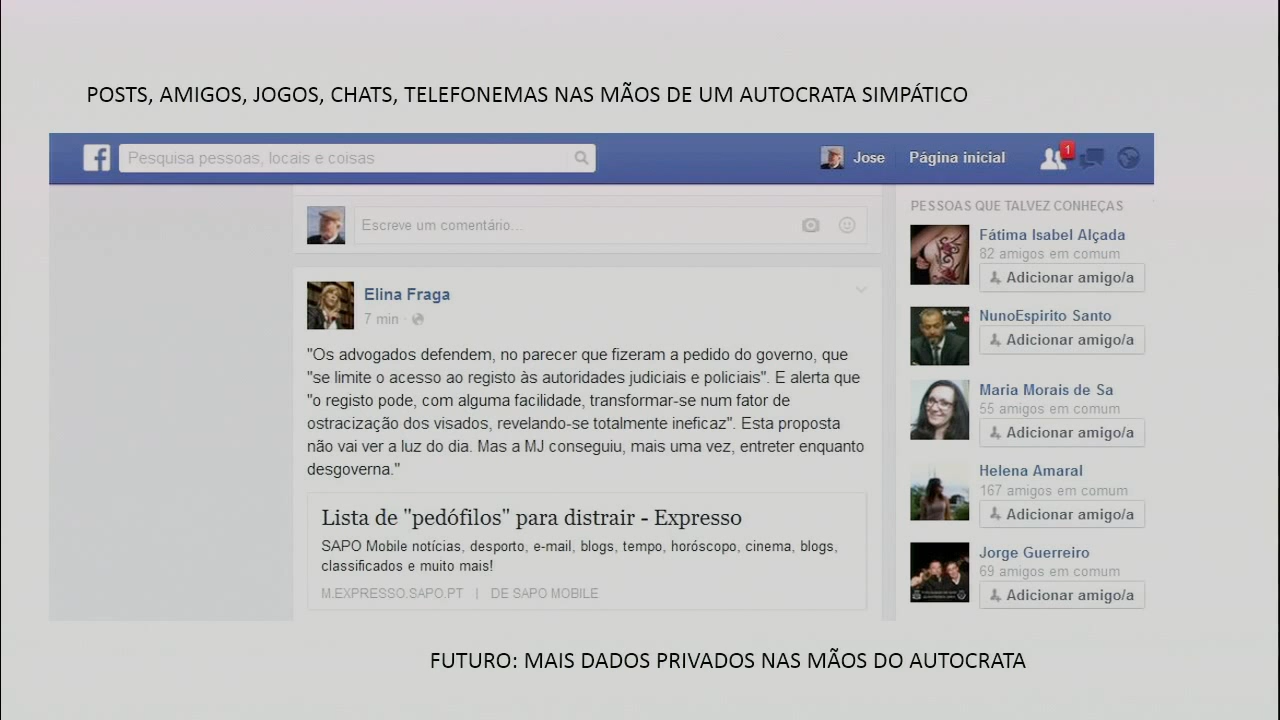 POSTS, AMIGOS, JOGOS, CHATS, TELEFONEMAS NAS MÃOS DE UM AUTOCRATA SIMPÁTICO
f Pesquisa pessoas, locais e coisas Jose Página inicial 1
Escreve um comentário...
Elina Fraga
7 min ·
"Os advogados defendem, no parecer que fizeram a pedido do governo, que
"se limite o acesso ao registo às autoridades judiciais e policiais". E alerta que
"o registo pode, com alguma facilidade, transformar-se num fator de
ostracização dos visados, revelando-se totalmente ineficaz". Esta proposta
não vai ver a luz do dia. Mas a MJ conseguiu, mais uma vez, entreter enquanto
desgoverna."
Lista de "pedófilos" para distrair - Expresso
SAPO Mobile notícias, desporto, e-mail, blogs, tempo, horóscopo, cinema, blogs,
classificados e muito mais!
M.EXPRESSO.SAPO.PT | DE SAPO MOBILE
PESSOAS QUE TALVEZ CONHEÇAS
Fátima Isabel Alçada
82 amigos em comum
Adicionar amigo/a
NunoEspirito Santo
Adicionar amigo/a
Maria Morais de Sa
55 amigos em comum
Adicionar amigo/a
Helena Amaral
167 amigos em comum
Adicionar amigo/a
Jorge Guerreiro
69 amigos em comum
Adicionar amigo/a
FUTURO: MAIS DADOS PRIVADOS NAS MÃOS DO AUTOCRATA